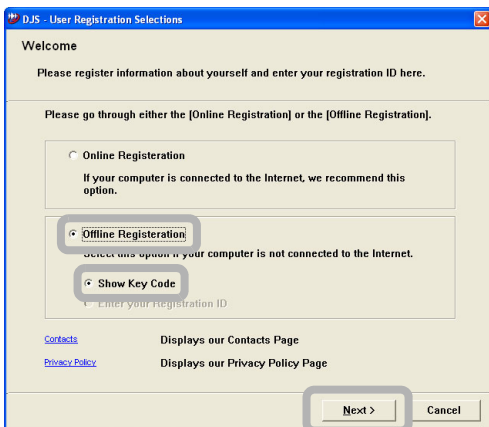 DJS - User Registration Selections
Welcome
Please register information about yourself and enter your registration ID here.
Please go through either the [Online Registration] or the [Offline Registration].
Online Registeration
If your computer is connected to the Internet, we recommend this
option.
Offline Registeration
Select this option if your computer is not connected to the Internet.
Show Key Code
Enter your Registration ID
Contacts Displays our Contacts Page
Privacy Policy Displays our Privacy Policy Page
Next > Cancel